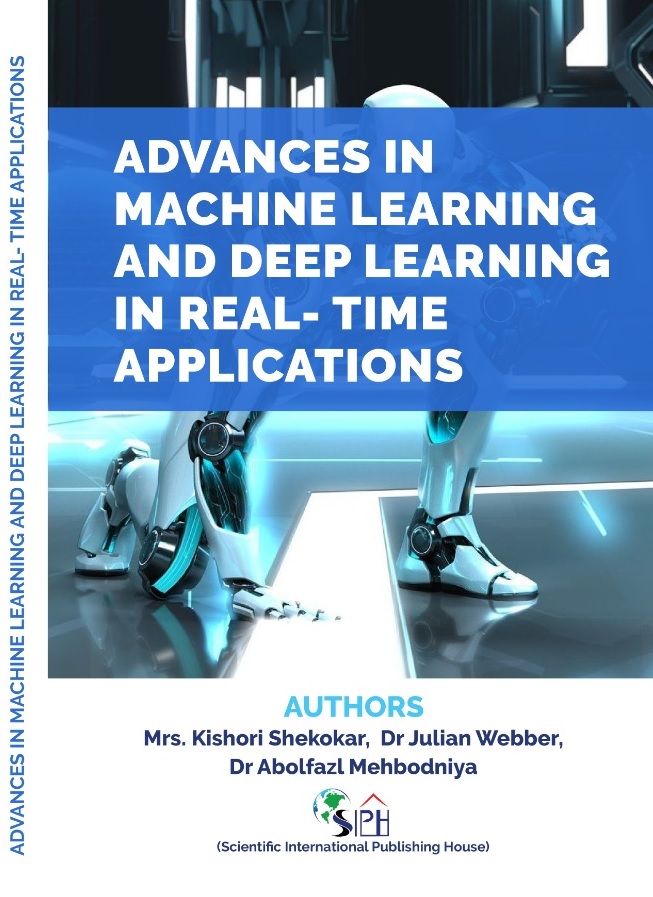 ADVANCES IN MACHINE LEARNING AND DEEP LEARNING IN REAL- TIME APPLICATIONS
ADVANCES IN
MACHINE LEARNING
AND DEEP LEARNING
IN REAL- TIME
APPLICATIONS
AUTHORS
Mrs. Kishori Shekokar, Dr Julian Webber,
Dr Abolfazl Mehbodniya
SIPH
(Scientific International Publishing House)